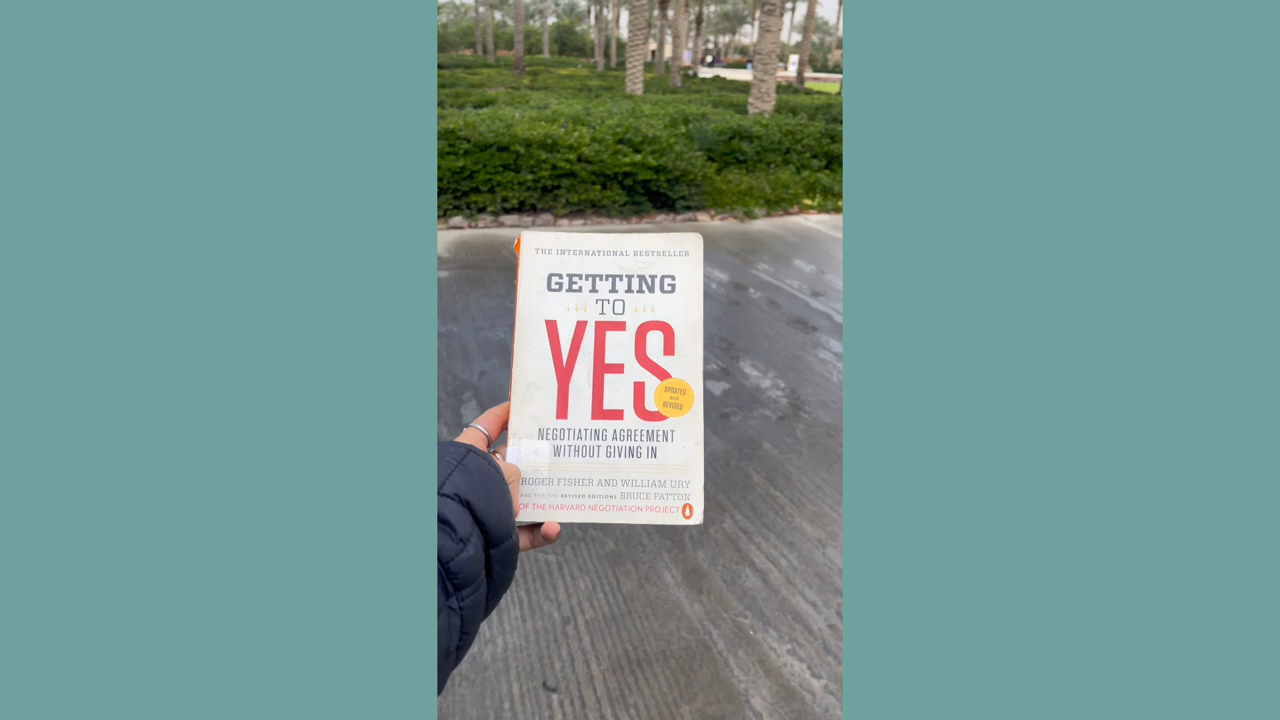 THE INTERNATIONAL BESTSELLER
GETTING
TO
YES
UPDATED
and
REVISED
NEGOTIATING AGREEMENT
WITHOUT GIVING IN
ROGER FISHER AND WILLIAM URY
AND FOR THE REVISED EDITIONS BRUCE PATTON
OF THE HARVARD NEGOTIATION PROJECT